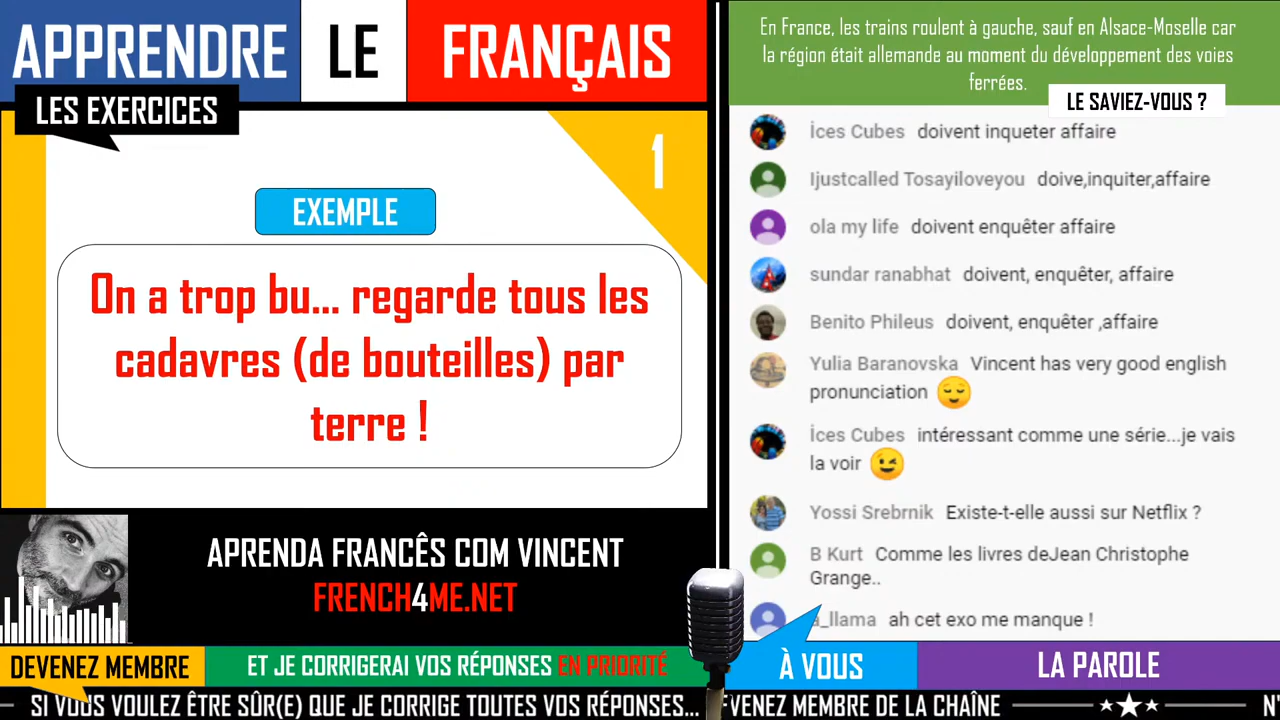 APPRENDRE LE FRANÇAIS
LES EXERCICES
1
EXEMPLE
On a trop bu... regarde tous les
cadavres (de bouteilles) par
terre !
APRENDA FRANCÊS COM VINCENT
FRENCH4ME.NET
DEVENEZ MEMBRE
ET JE CORRIGERAI VOS RÉPONSES EN PRIORITÉ
En France, les trains roulent à gauche, sauf en Alsace-Moselle car
la région était allemande au moment du développement des voies
ferrées.
LE SAVIEZ-VOUS ?
İces Cubes doivent inqueter affaire
Ijustcalled Tosayiloveyou doive,inquiter,affaire
ola my life doivent enquêter affaire
sundar ranabhat doivent, enquêter, affaire
Benito Phileus doivent, enquêter ,affaire
Yulia Baranovska Vincent has very good english
pronunciation 😌
İces Cubes intéressant comme une série...je vais
la voir 😉
Yossi Srebrnik Existe-t-elle aussi sur Netflix ?
B Kurt Comme les livres deJean Christophe
Grange..
a_llama ah cet exo me manque !
À VOUS
LA PAROLE
SI VOUS VOULEZ ÊTRE SÛR(E) QUE JE CORRIGE TOUTES VOS RÉPONSES... VENEZ MEMBRE DE LA CHAÎNE